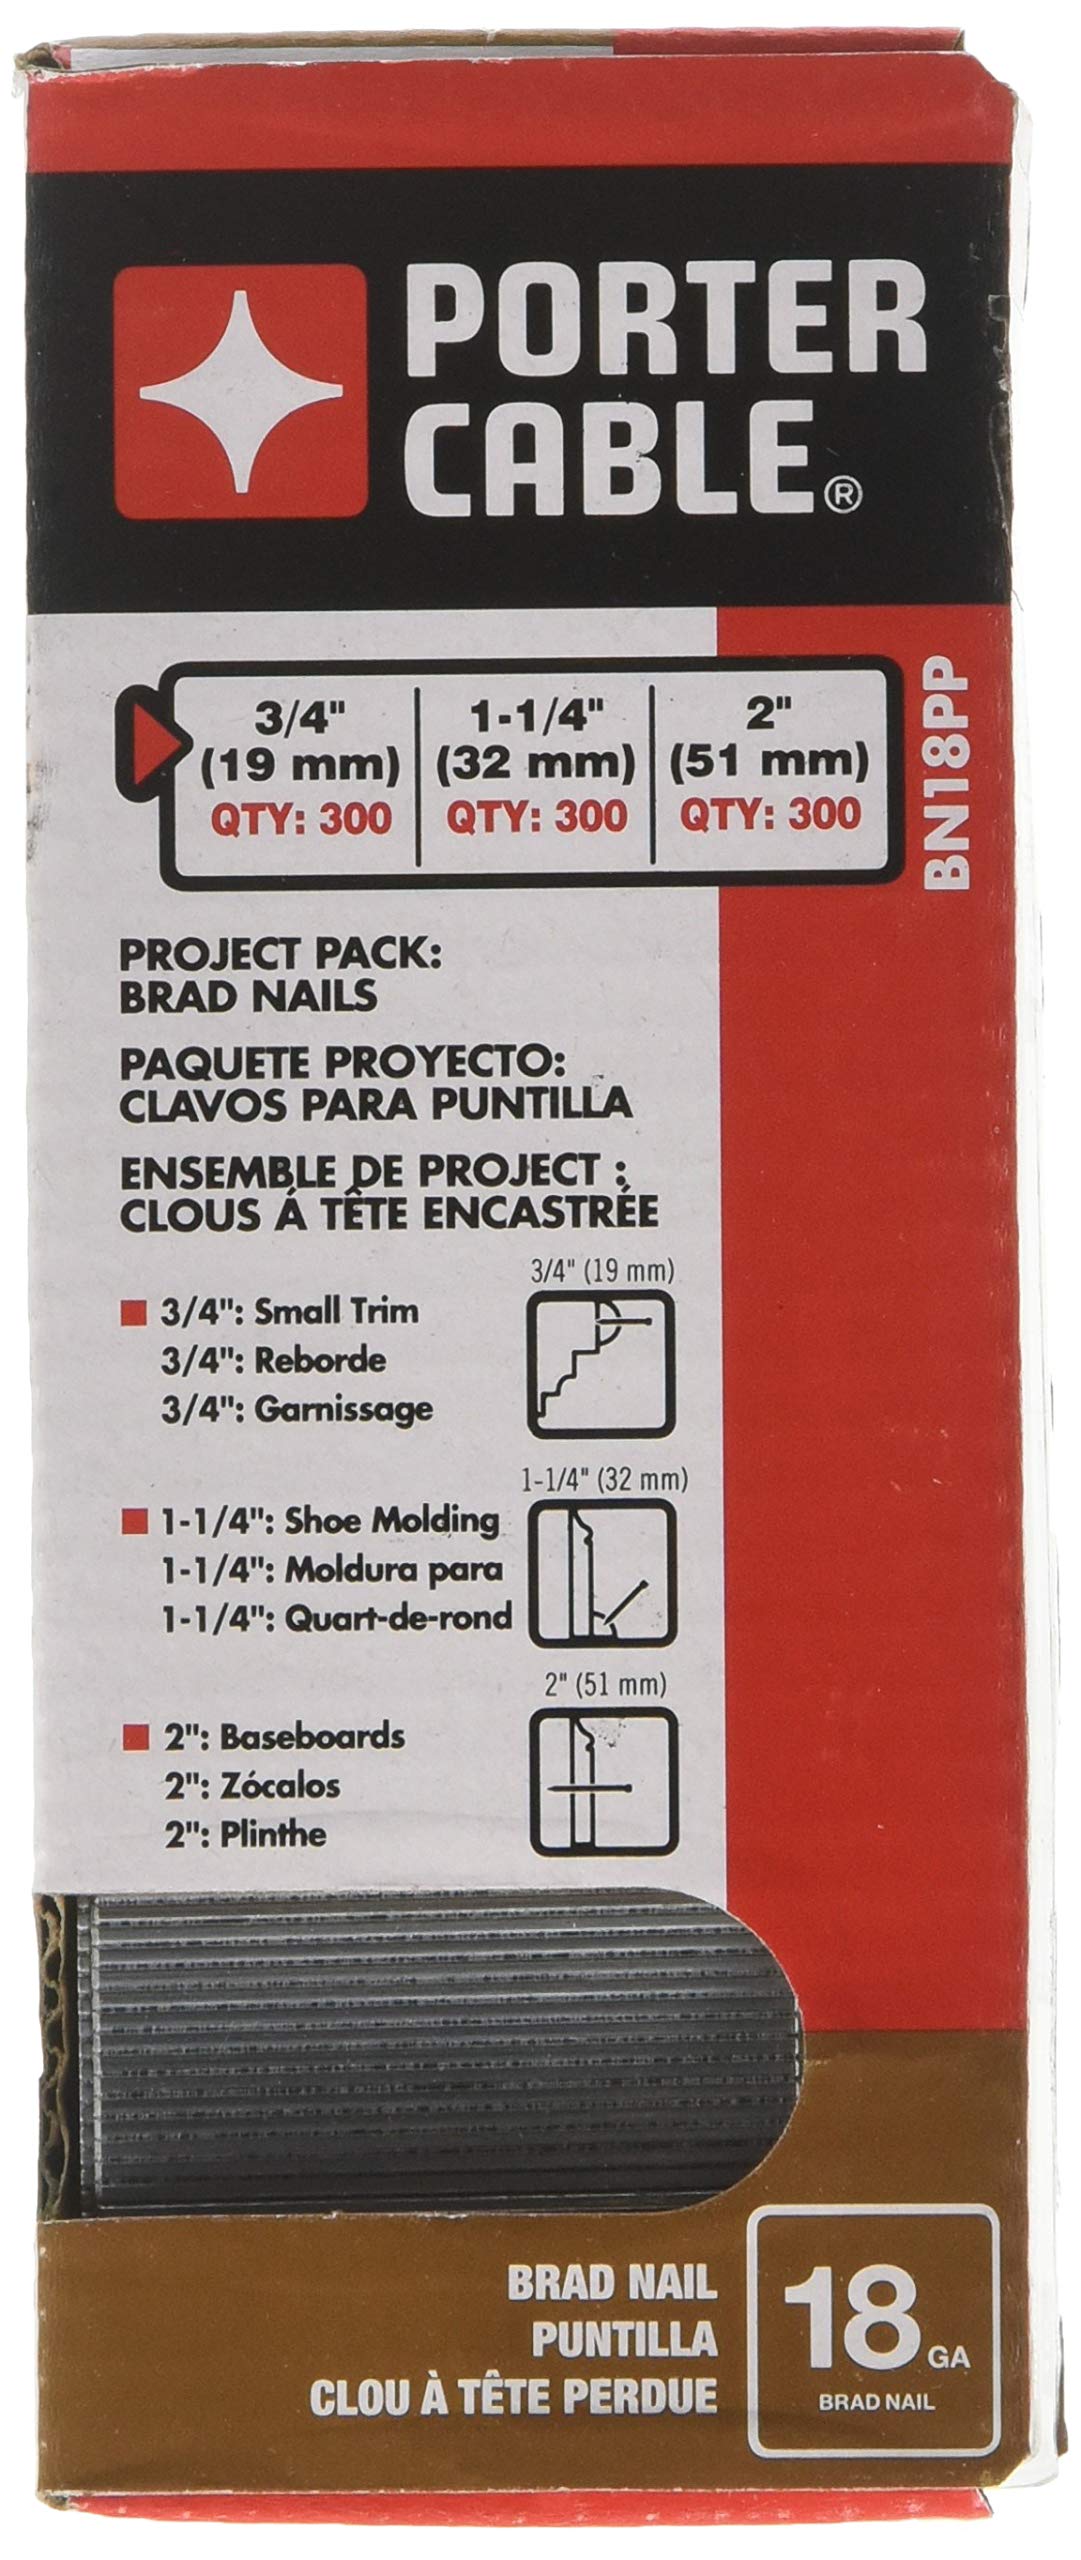 PORTER
CABLE®
3/4" 1-1/4" 2"
(19 mm) (32 mm) (51 mm)
QTY: 300 QTY: 300 QTY: 300
BN18PP
PROJECT PACK:
BRAD NAILS
PAQUETE PROYECTO:
CLAVOS PARA PUNTILLA
ENSEMBLE DE PROJECT :
CLOUS Á TÊTE ENCASTRÉE
3/4" (19 mm)
3/4": Small Trim
3/4": Reborde
3/4": Garnissage
1-1/4" (32 mm)
1-1/4": Shoe Molding
1-1/4": Moldura para
1-1/4": Quart-de-rond
2" (51 mm)
2": Baseboards
2": Zócalos
2": Plinthe
BRAD NAIL
PUNTILLA
CLOU À TÊTE PERDUE
18 GA
BRAD NAIL